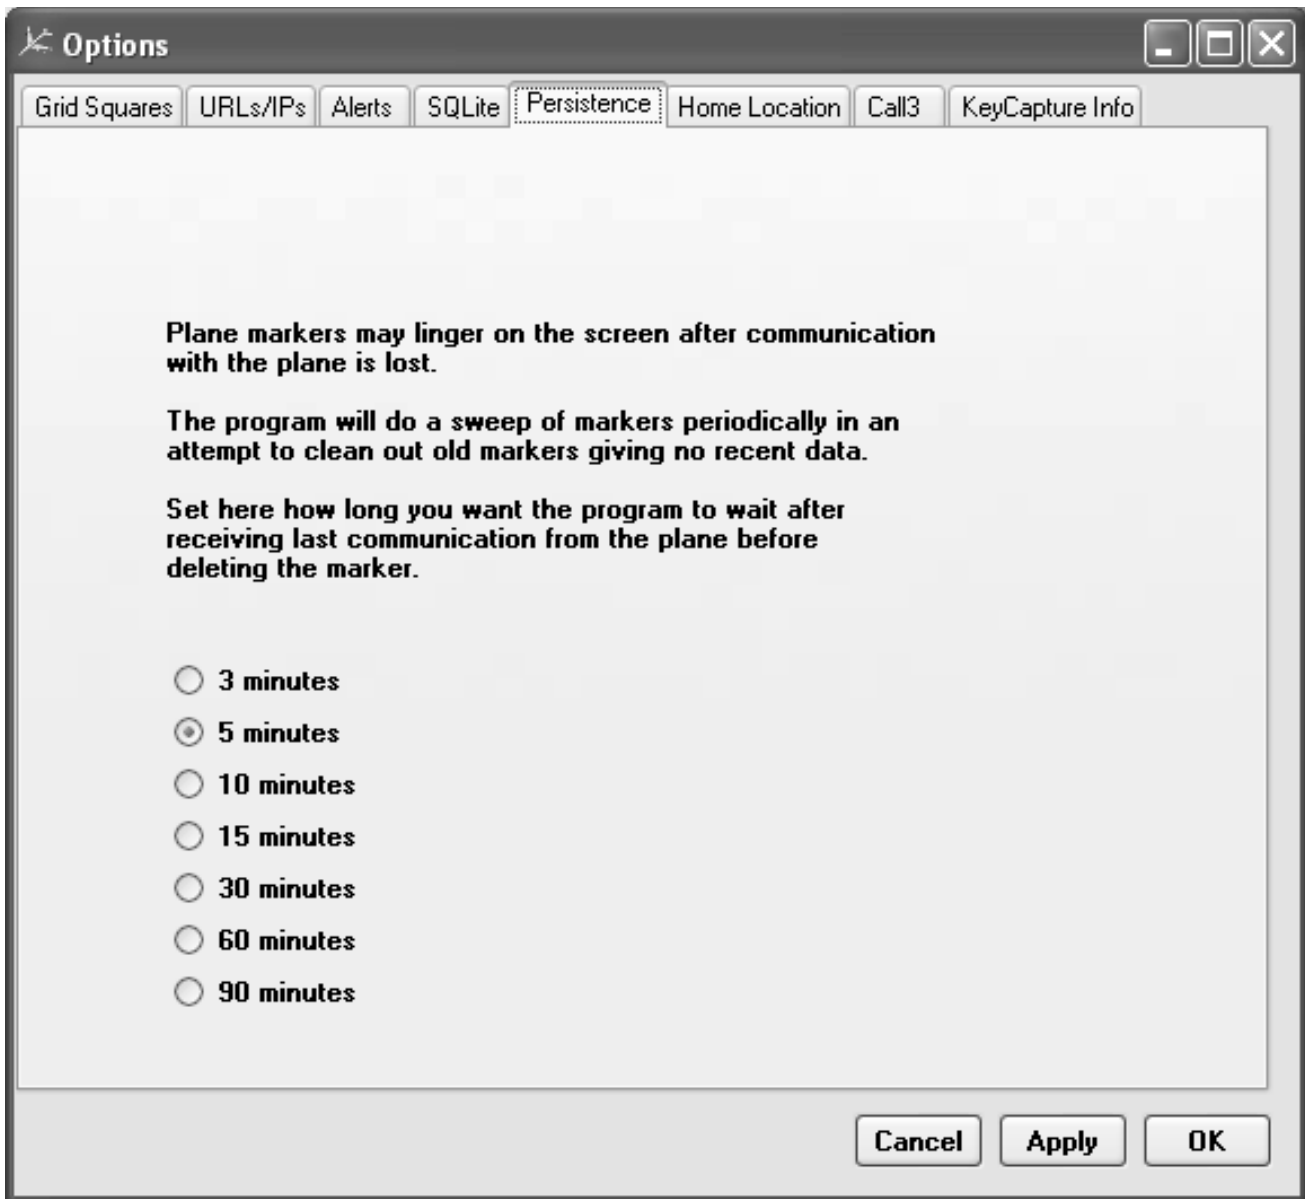 Options
Grid Squares URLs/IPs Alerts SQLite Persistence Home Location Call3 KeyCapture Info
Plane markers may linger on the screen after communication
with the plane is lost.
The program will do a sweep of markers periodically in an
attempt to clean out old markers giving no recent data.
Set here how long you want the program to wait after
receiving last communication from the plane before
deleting the marker.
3 minutes
5 minutes
10 minutes
15 minutes
30 minutes
60 minutes
90 minutes
Cancel Apply OK